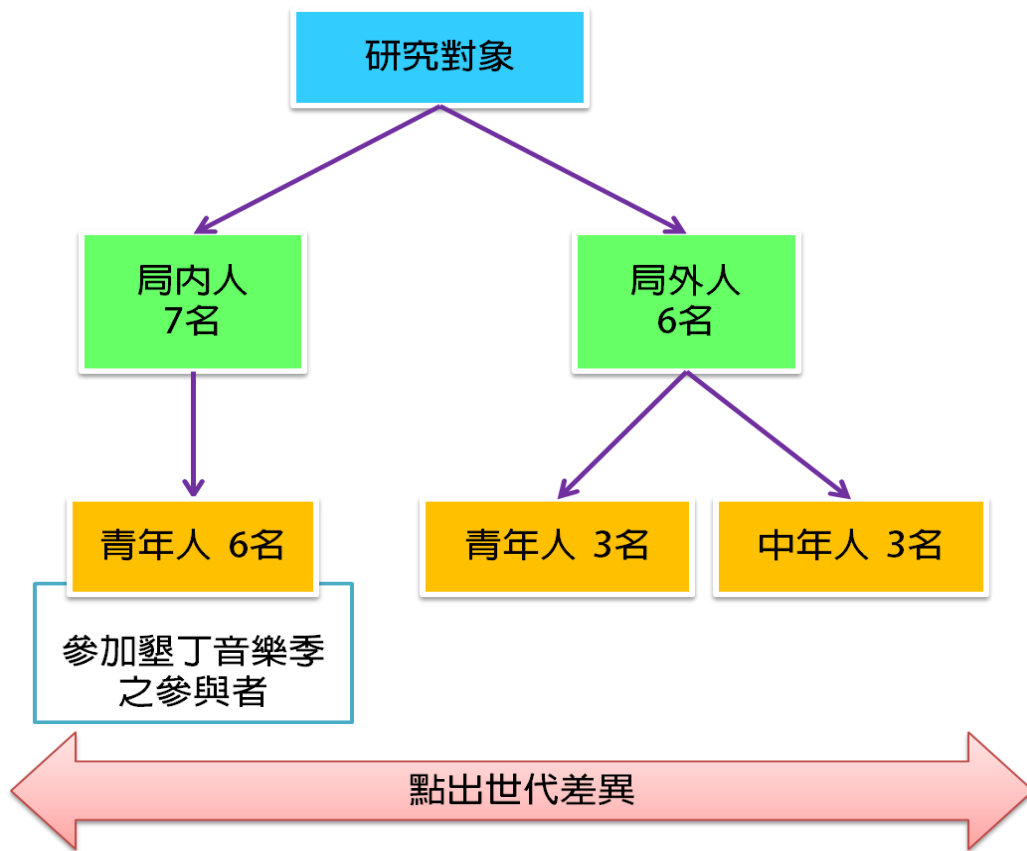 研究對象
局内人
7名
局外人
6名
青年人 6名
青年人 3名
中年人 3名
參加墾丁音樂季
之參與者
點出世代差異